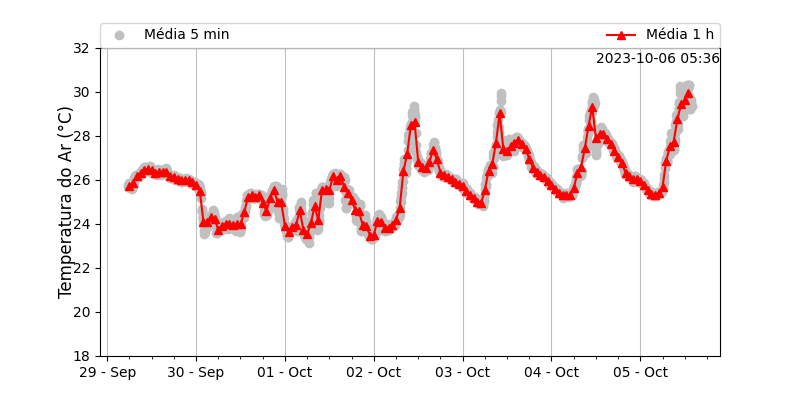 Média 5 min
Média 1 h
2023-10-06 05:36
Temperatura do Ar (°C)
32
30
28
26
24
22
20
18
29 - Sep
30 - Sep
01 - Oct
02 - Oct
03 - Oct
04 - Oct
05 - Oct